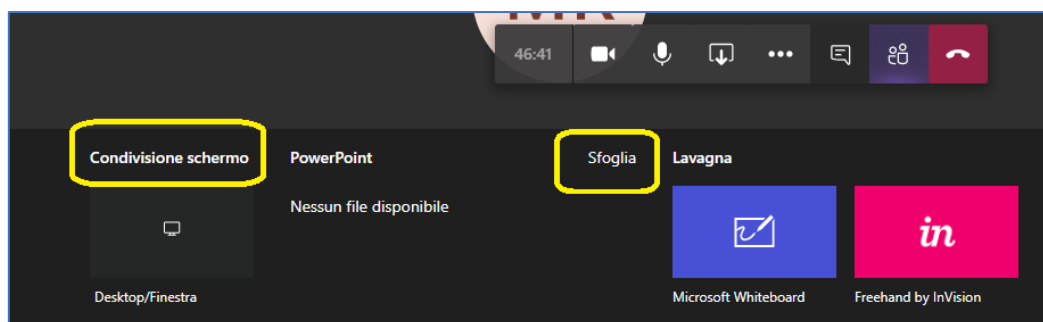 46:41
Condivisione schermo
PowerPoint
Sfoglia
Lavagna
Nessun file disponibile
in
Desktop/Finestra
Microsoft Whiteboard
Freehand by InVision